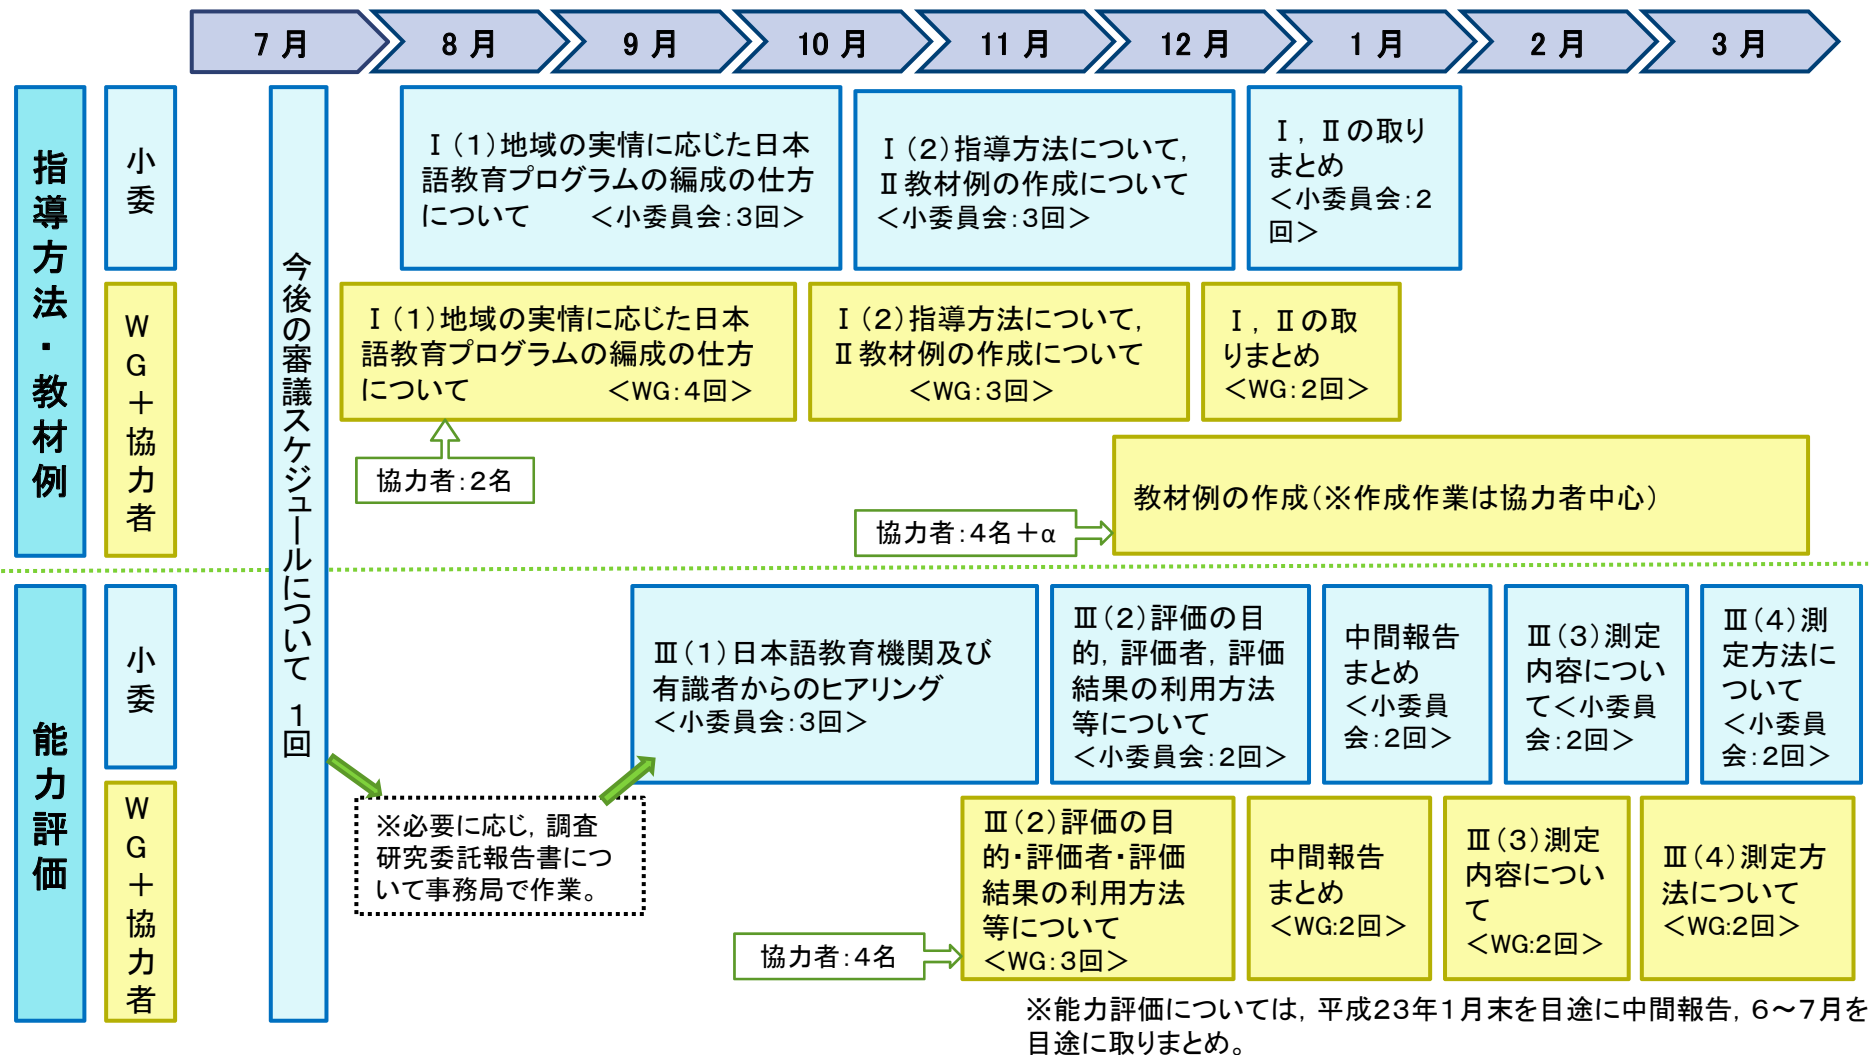 7 月
8 月
9 月
10 月
11 月
12 月
1 月
2 月
3 月
指導方法・教材例
小委
Ⅰ(1)地域の実情に応じた日本
語教育プログラムの編成の仕方
について　　<小委員会:3回>
Ⅰ(2)指導方法について,
Ⅱ教材例の作成について
<小委員会:3回>
Ⅰ, Ⅱの取り
まとめ
<小委員会:2
回>
WG+協力者
Ⅰ(1)地域の実情に応じた日本
語教育プログラムの編成の仕方
について　　　　<WG:4回>
Ⅰ(2)指導方法について,
Ⅱ教材例の作成について
<WG:3回>
Ⅰ, Ⅱの取
りまとめ
<WG:2回>
協力者:2名
協力者:4名+α
教材例の作成(※作成作業は協力者中心)
今後の審議スケジュールについて　1回
能力評価
小委
Ⅲ(1)日本語教育機関及び
有識者からのヒアリング
<小委員会:3回>
Ⅲ(2)評価の目
的, 評価者, 評価
結果の利用方法
等について
<小委員会:2回>
中間報告
まとめ
<小委員
会:2回>
Ⅲ(3)測定
内容につい
て<小委員
会:2回>
Ⅲ(4)測
定方法に
ついて
<小委員
会:2回>
WG+協力者
※必要に応じ, 調査
研究委託報告書につ
いて事務局で作業。
協力者:4名
Ⅲ(2)評価の目
的・評価者・評価
結果の利用方法
等について
<WG:3回>
中間報告
まとめ
<WG:2回>
Ⅲ(3)測定
内容につい
て
<WG:2回>
Ⅲ(4)測定方
法について
<WG:2回>
※能力評価については, 平成23年1月末を目途に中間報告, 6~7月を
目途に取りまとめ。